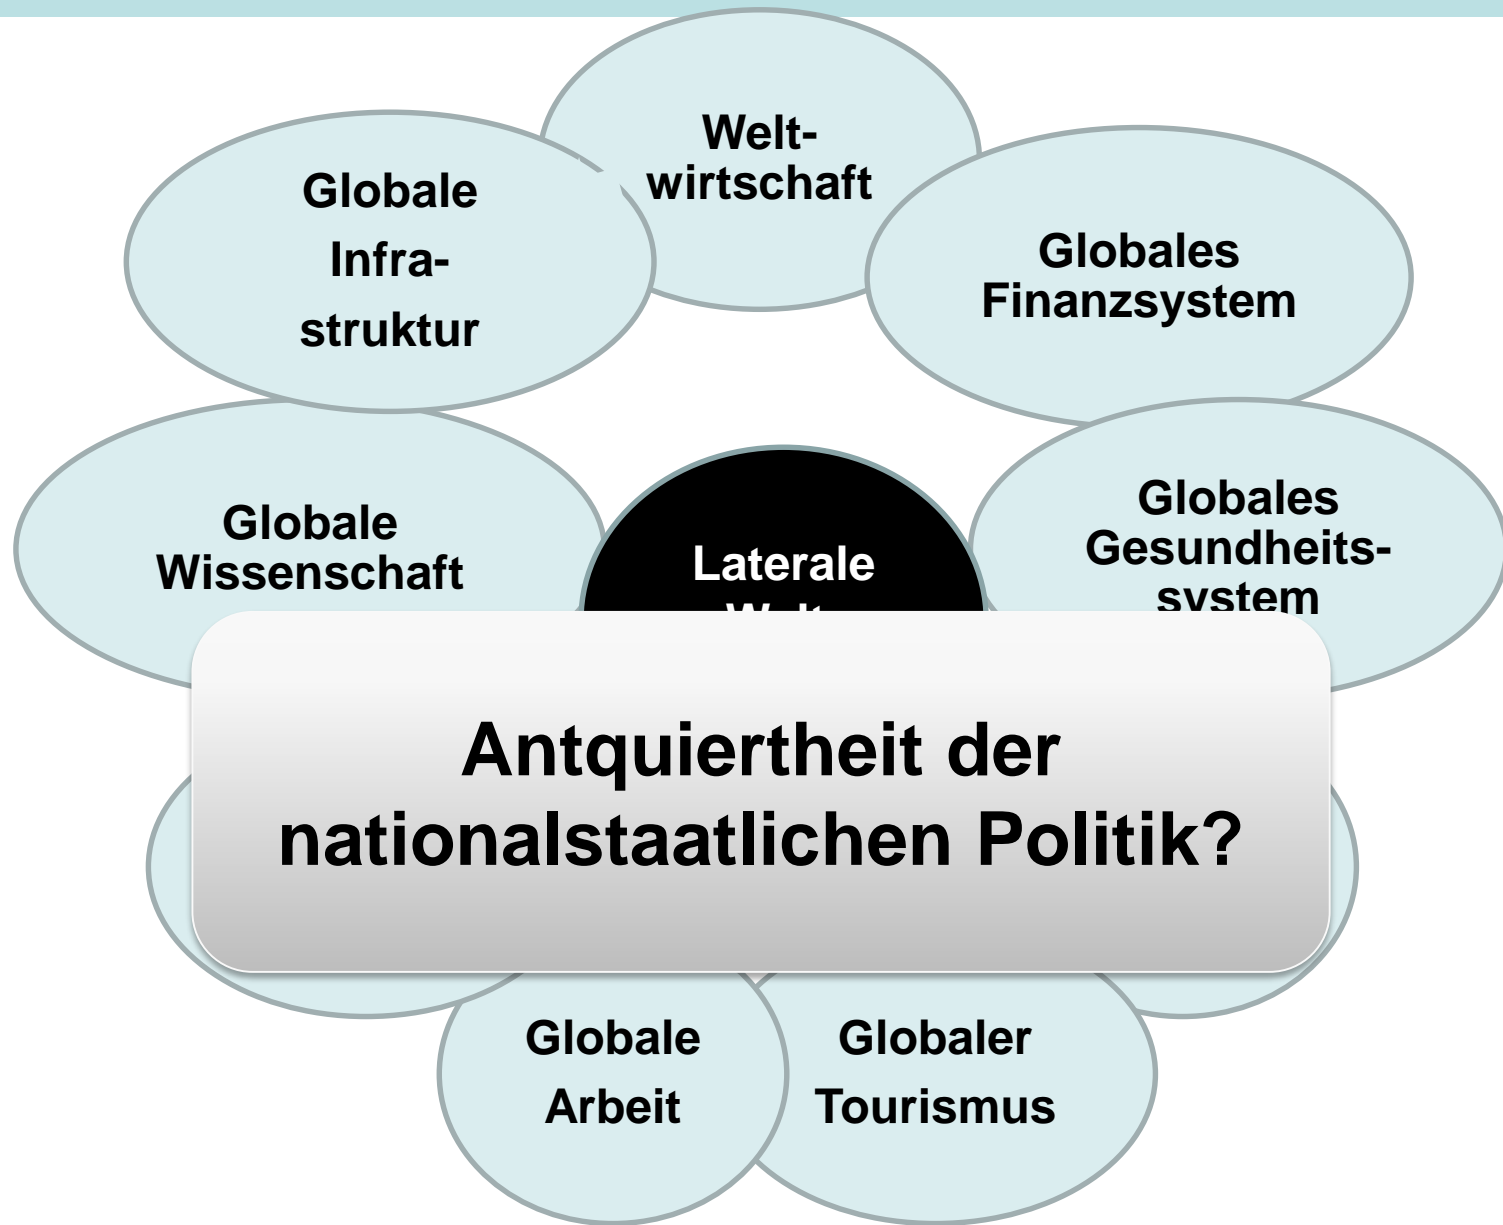 Welt-
wirtschaft
Globale
Infra-
struktur
Globales
Finanzsystem
Globale
Wissenschaft
Globales
Gesundheits-
system
Laterale
Welt-
Antquiertheit der
nationalstaatlichen Politik?
Globale
Arbeit
Globaler
Tourismus